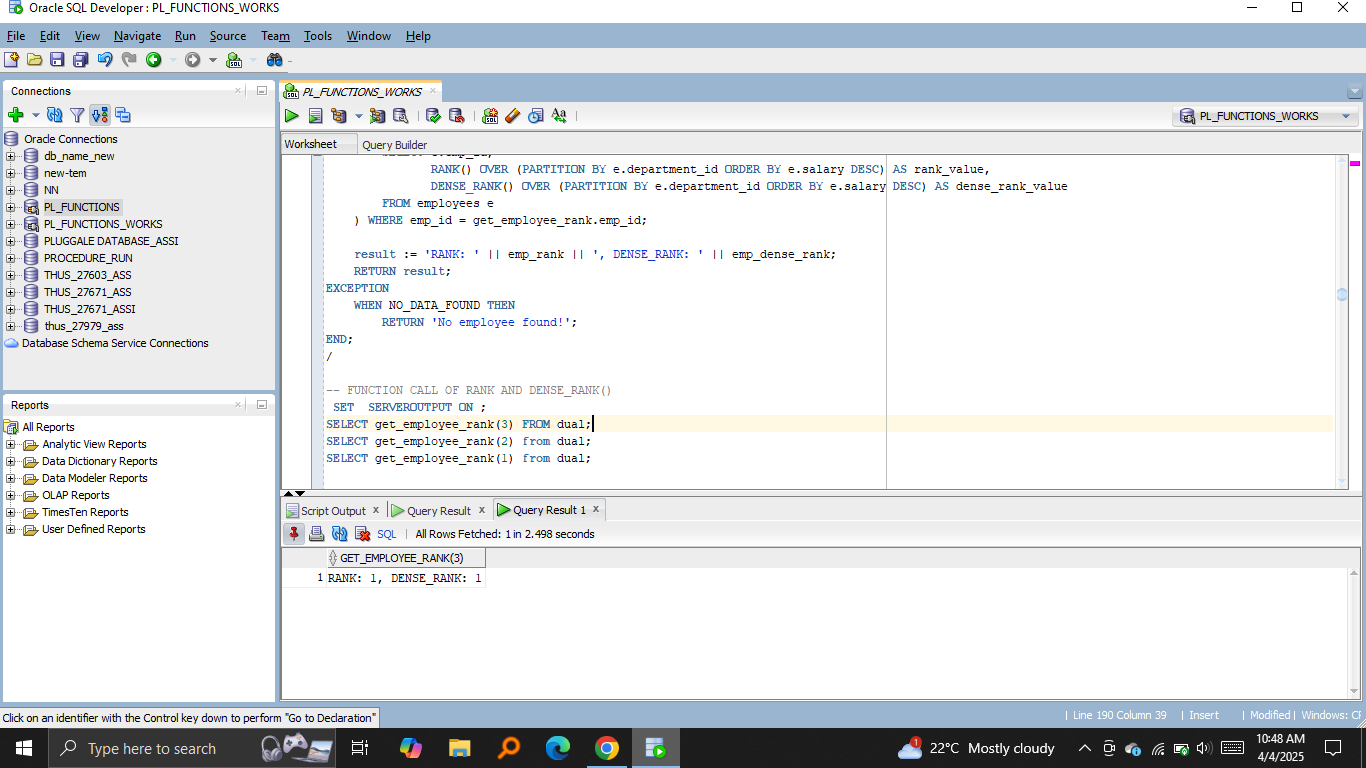 Oracle SQL Developer : PL_FUNCTIONS_WORKS
File Edit View Navigate Run Source Team Tools Window Help
Connections
Oracle Connections
db_name_new
new-tem
NN
PL_FUNCTIONS
PL_FUNCTIONS_WORKS
PLUGGALE DATABASE_ASSI
PROCEDURE_RUN
THUS_27603_ASS
THUS_27671_ASS
THUS_27671_ASSI
thus_27979_ass
Database Schema Service Connections
Reports
All Reports
Analytic View Reports
Data Dictionary Reports
Data Modeler Reports
OLAP Reports
TimesTen Reports
User Defined Reports
PL_FUNCTIONS_WORKS
PL_FUNCTIONS_WORKS
Worksheet Query Builder
RANK() OVER (PARTITION BY e.department_id ORDER BY e.salary DESC) AS rank_value,
DENSE_RANK() OVER (PARTITION BY e.department_id ORDER BY e.salary DESC) AS dense_rank_value
FROM employees e
) WHERE emp_id = get_employee_rank.emp_id;
result := 'RANK: ' || emp_rank || ', DENSE_RANK: ' || emp_dense_rank;
RETURN result;
EXCEPTION
WHEN NO_DATA_FOUND THEN
RETURN 'No employee found!';
END;
/
-- FUNCTION CALL OF RANK AND DENSE_RANK()
SET SERVEROUTPUT ON ;
SELECT get_employee_rank(3) FROM dual;
SELECT get_employee_rank(2) from dual;
SELECT get_employee_rank(1) from dual;
Script Output Query Result Query Result 1
SQL All Rows Fetched: 1 in 2.498 seconds
GET_EMPLOYEE_RANK(3)
1 RANK: 1, DENSE_RANK: 1
Click on an identifier with the Control key down to perform "Go to Declaration"
Line 190 Column 39 Insert Modified Windows: CF
Type here to search
1
22°C Mostly cloudy
10:48 AM
4/4/2025